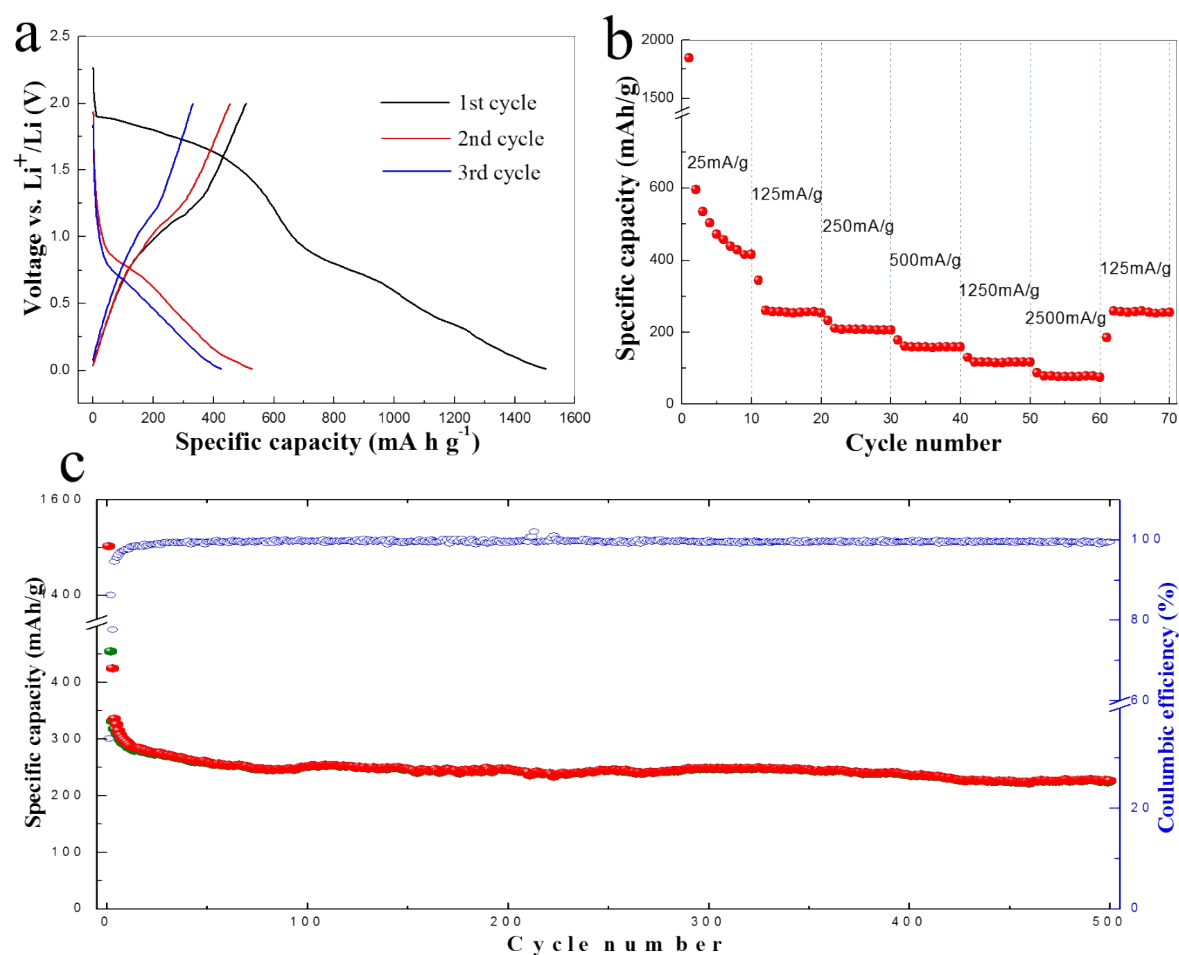 a
2.5
2.0
1.5
1.0
0.5
0.0
Voltage vs. Li+/Li (V)
1st cycle
2nd cycle
3rd cycle
0 200 400 600 800 1000 1200 1400 1600
Specific capacity (mA h g-1)
b
2000
1500
600
400
200
0
Specific capacity (mAh/g)
25mA/g
125mA/g
250mA/g
500mA/g
1250mA/g
2500mA/g
125mA/g
0 10 20 30 40 50 60 70
Cycle number
c
1600
1400
400
300
200
100
0
Specific capacity (mAh/g)
100
80
60
20
0
Coulumbic efficiency (%)
0 100 200 300 400 500
Cycle number